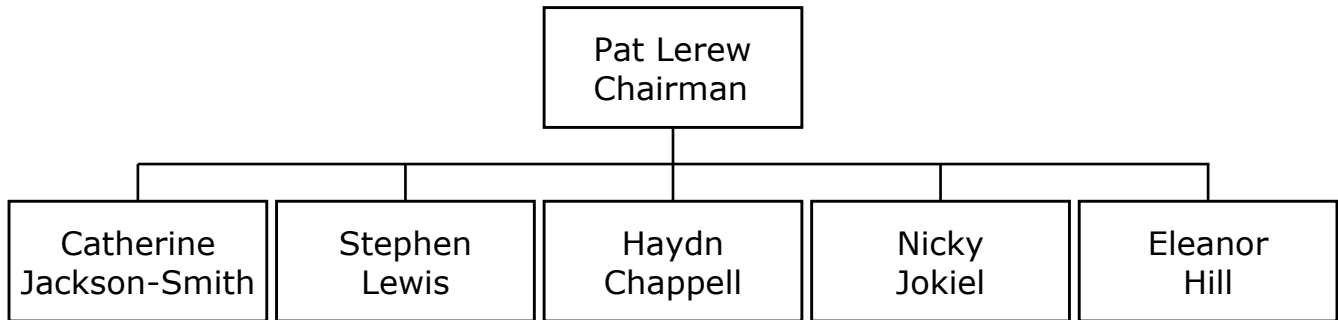 Pat Lerew
Chairman
Catherine
Jackson-Smith
Stephen
Lewis
Haydn
Chappell
Nicky
Jokiel
Eleanor
Hill